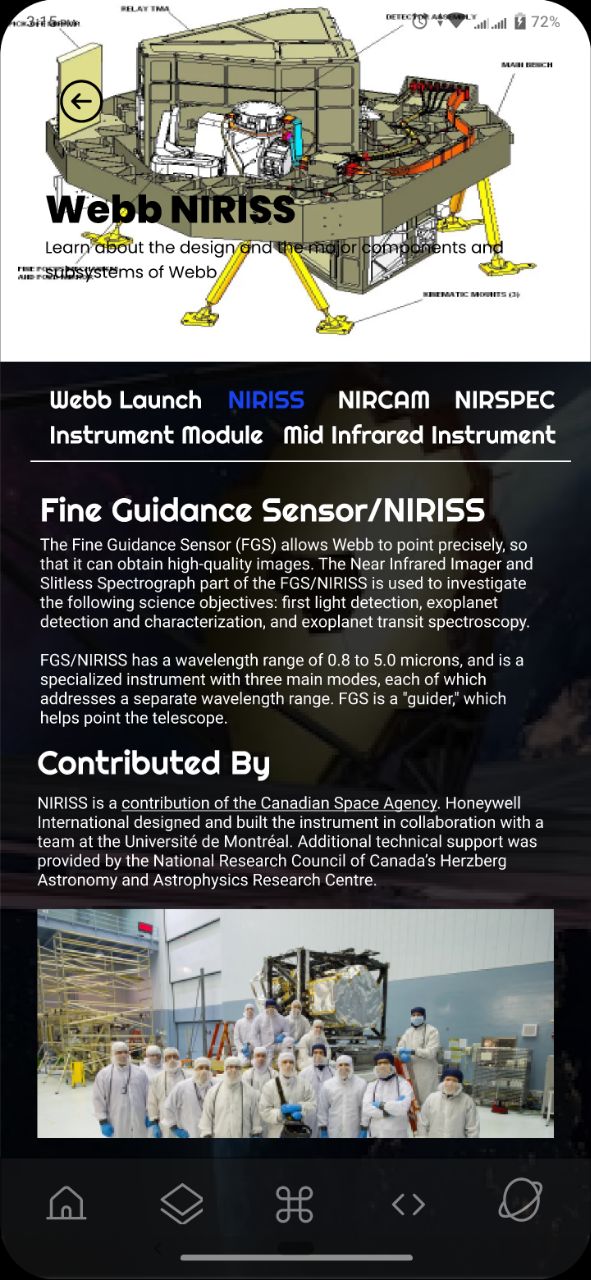 RELAY TMA
3:15
DETECTOR ASSEMBLY
72%
MAIN BENCH
Webb NIRISS
Learn about the design and the major components and
subsystems of Webb
KINEMATIC MOUNTS (3)
Webb Launch NIRISS NIRCAM NIRSPEC
Instrument Module Mid Infrared Instrument
Fine Guidance Sensor/NIRISS
The Fine Guidance Sensor (FGS) allows Webb to point precisely, so
that it can obtain high-quality images. The Near Infrared Imager and
Slitless Spectrograph part of the FGS/NIRISS is used to investigate
the following science objectives: first light detection, exoplanet
detection and characterization, and exoplanet transit spectroscopy.
FGS/NIRISS has a wavelength range of 0.8 to 5.0 microns, and is a
specialized instrument with three main modes, each of which
addresses a separate wavelength range. FGS is a "guider," which
helps point the telescope.
Contributed By
NIRISS is a contribution of the Canadian Space Agency. Honeywell
International designed and built the instrument in collaboration with a
team at the Université de Montréal. Additional technical support was
provided by the National Research Council of Canada's Herzberg
Astronomy and Astrophysics Research Centre.